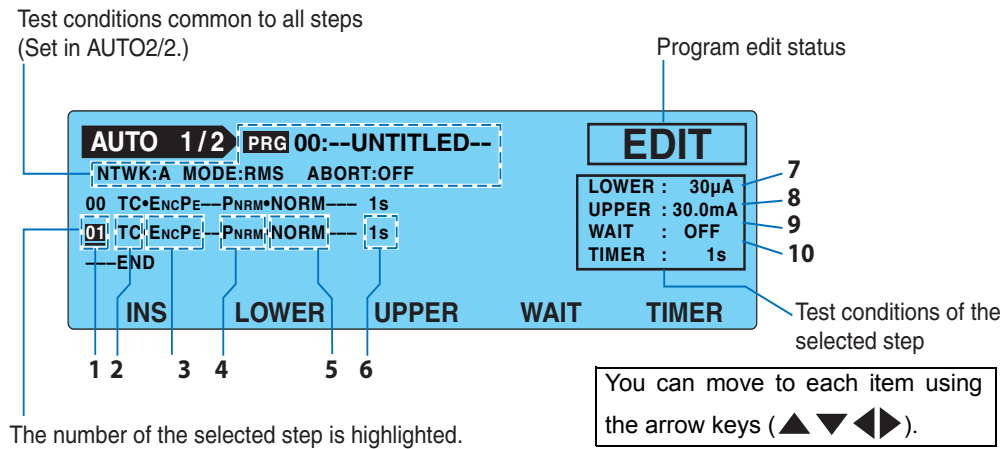 Test conditions common to all steps
(Set in AUTO2/2.)
Program edit status
AUTO 1/2 PRG 00:--UNTITLED--
EDIT
NTWK:A MODE:RMS ABORT:OFF
00 TC•ENCPE--PNRM•NORM--- 1s
01 TC•ENCPE--PNRM•NORM--- 1s
---END
LOWER : 30µA
UPPER : 30.0mA
WAIT : OFF
TIMER : 1s
7
8
9
10
INS LOWER UPPER WAIT TIMER
1 2 3 4 5 6
Test conditions of the
selected step
The number of the selected step is highlighted.
You can move to each item using
the arrow keys (▲ ▼ ◀▶).